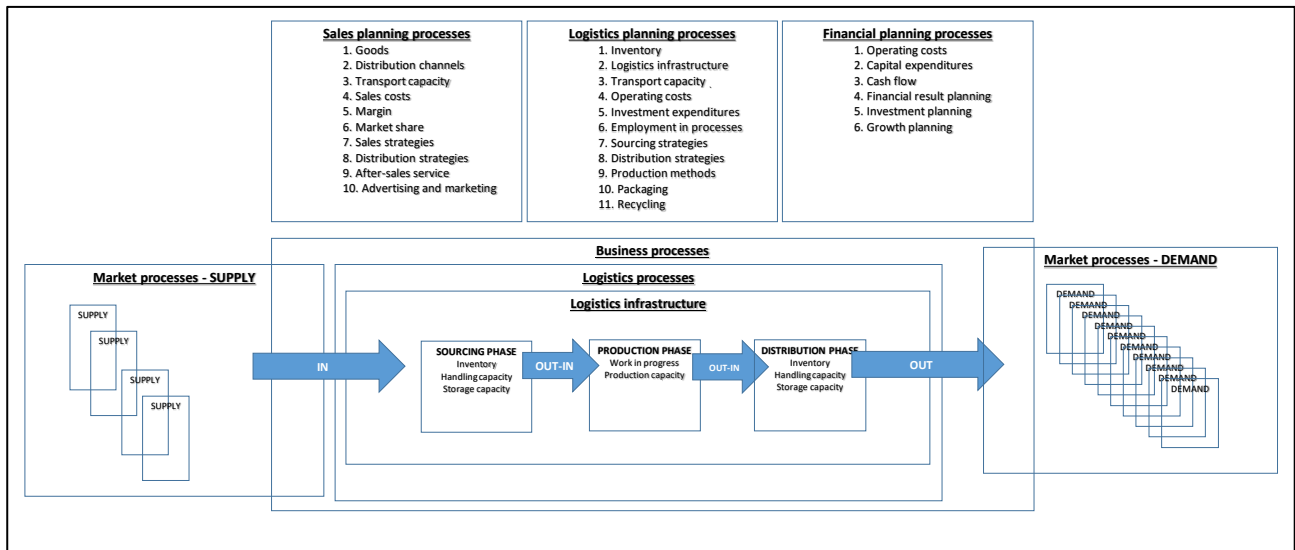 Sales planning processes
1. Goods
2. Distribution channels
3. Transport capacity
4. Sales costs
5. Margin
6. Market share
7. Sales strategies
8. Distribution strategies
9. After-sales service
10. Advertising and marketing
Logistics planning processes
1. Inventory
2. Logistics infrastructure
3. Transport capacity
4. Operating costs
5. Investment expenditures
6. Employment in processes
7. Sourcing strategies
8. Distribution strategies
9. Production methods
10. Packaging
11. Recycling
Financial planning processes
1. Operating costs
2. Capital expenditures
3. Cash flow
4. Financial result planning
5. Investment planning
6. Growth planning
Business processes
Market processes - SUPPLY
SUPPLY
SUPPLY
SUPPLY
SUPPLY
Logistics processes
Logistics infrastructure
IN
SOURCING PHASE
Inventory
Handling capacity
Storage capacity
OUT-IN
PRODUCTION PHASE
Work in progress
Production capacity
OUT-IN
DISTRIBUTION PHASE
Inventory
Handling capacity
Storage capacity
OUT
Market processes - DEMAND
DEMAND
DEMAND
DEMAND
DEMAND
DEMAND
DEMAND
DEMAND
DEMAND
DEMAND
DEMAND